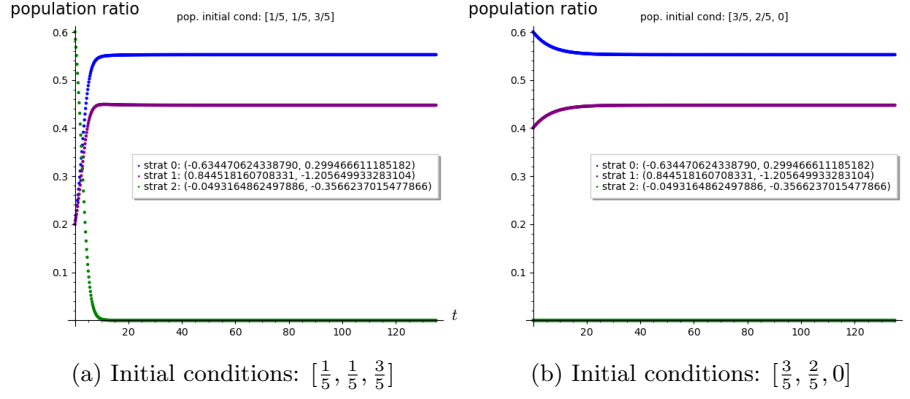 population ratio
pop. initial cond: [1/5, 1/5, 3/5]
0.6
0.5
0.4
0.3
0.2
0.1
strat 0: (-0.634470624338790, 0.299466611185182)
strat 1: (0.844518160708331, -1.205649933283104)
strat 2: (-0.0493164862497886, -0.3566237015477866)
20 40 60 80 100 120
t
(a) Initial conditions: [1/5, 1/5, 3/5]
population ratio
pop. initial cond: [3/5, 2/5, 0]
0.6
0.5
0.4
0.3
0.2
0.1
strat 0: (-0.634470624338790, 0.299466611185182)
strat 1: (0.844518160708331, -1.205649933283104)
strat 2: (-0.0493164862497886, -0.3566237015477866)
20 40 60 80 100 120
(b) Initial conditions: [3/5, 2/5, 0]